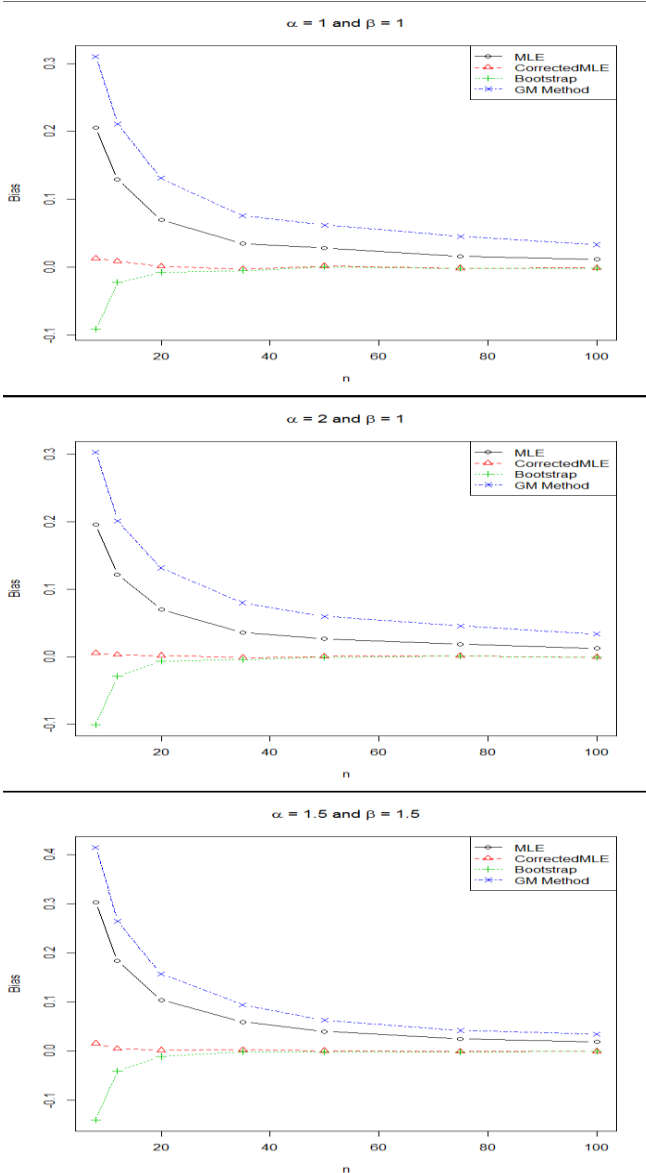 α = 1 and β = 1
MLE
CorrectedMLE
Bootstrap
GM Method
Bias
0.3
0.2
0.1
0.0
-0.1
20 40 60 80 100
n
α = 2 and β = 1
MLE
CorrectedMLE
Bootstrap
GM Method
Bias
0.3
0.2
0.1
0.0
-0.1
20 40 60 80 100
n
α = 1.5 and β = 1.5
MLE
CorrectedMLE
Bootstrap
GM Method
Bias
0.4
0.3
0.2
0.1
0.0
-0.1
20 40 60 80 100
n